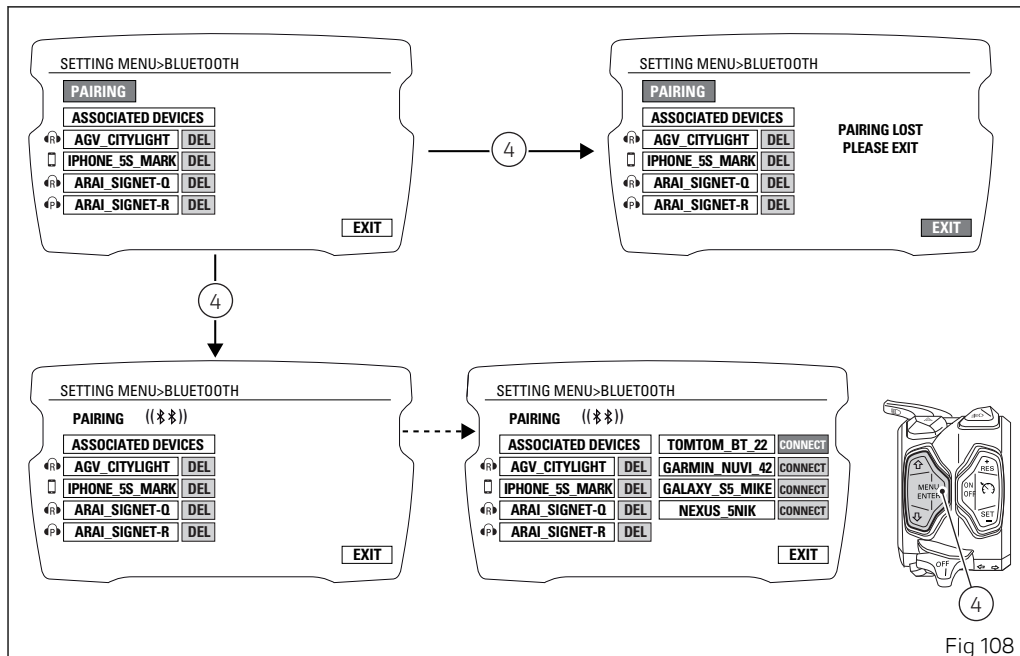 SETTING MENU>BLUETOOTH
PAIRING
ASSOCIATED DEVICES
R AGV_CITYLIGHT DEL
IPHONE_5S_MARK DEL
R ARAI_SIGNET-Q DEL
P ARAI_SIGNET-R DEL
EXIT
4
SETTING MENU>BLUETOOTH
PAIRING
ASSOCIATED DEVICES
R AGV_CITYLIGHT DEL
IPHONE_5S_MARK DEL
R ARAI_SIGNET-Q DEL
P ARAI_SIGNET-R DEL
PAIRING LOST
PLEASE EXIT
EXIT
4
SETTING MENU>BLUETOOTH
PAIRING
ASSOCIATED DEVICES
R AGV_CITYLIGHT DEL
IPHONE_5S_MARK DEL
R ARAI_SIGNET-Q DEL
P ARAI_SIGNET-R DEL
EXIT
SETTING MENU>BLUETOOTH
PAIRING
ASSOCIATED DEVICES TOMTOM_BT_22 CONNECT
R AGV_CITYLIGHT DEL GARMIN_NUVI_42 CONNECT
IPHONE_5S_MARK DEL GALAXY_S5_MIKE CONNECT
R ARAI_SIGNET-Q DEL NEXUS_5NIK CONNECT
P ARAI_SIGNET-R DEL
EXIT
+
RES
MENU
ENTER
ON
OFF
SET
−
OFF
4
Fig 108